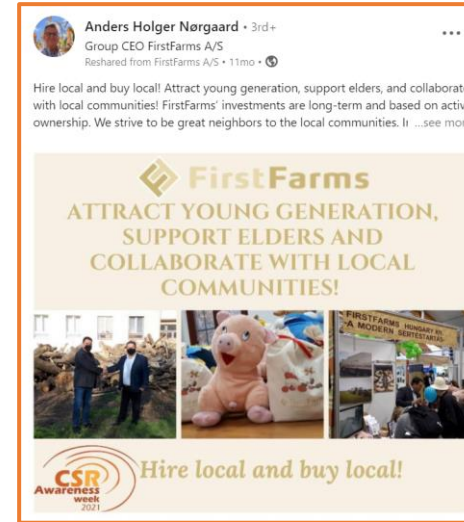 Anders Holger Nørgaard • 3rd+
Group CEO FirstFarms A/S
Reshared from FirstFarms A/S • 11mo •
Hire local and buy local! Attract young generation, support elders, and collaborate
with local communities! FirstFarms' investments are long-term and based on activ
ownership. We strive to be great neighbors to the local communities. Ir ...see mor
FirstFarms
ATTRACT YOUNG GENERATION,
SUPPORT ELDERS AND
COLLABORATE WITH LOCAL
COMMUNITIES!
FIRSTFARMS HUNGARY
A MODERN SERTÉSTARTÁS
CSR
Awareness
week
2021
Hire local and buy local!